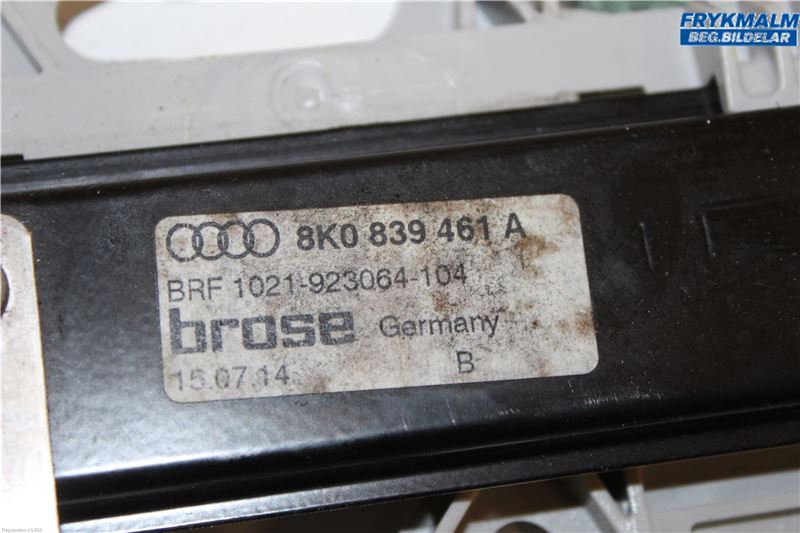 FRYKMALM
BEG.BILDELAR
8K0 839 461 A
BRF 1021-923064-104
brose Germany
15.07.14 B